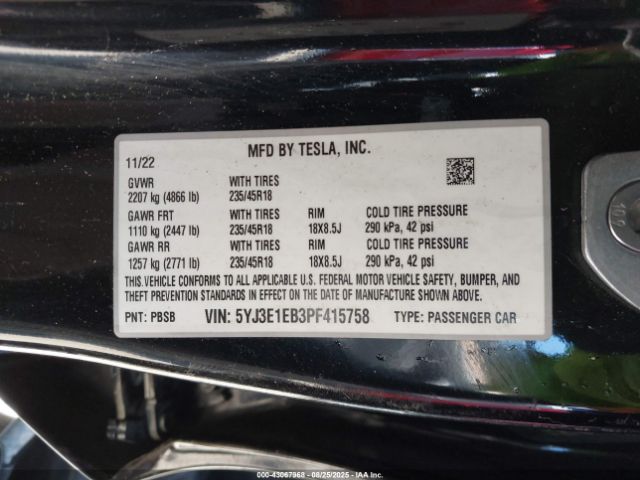 11/22 MFD BY TESLA, INC.
GVWR WITH TIRES
2207 kg (4866 lb) 235/45R18
GAWR FRT WITH TIRES RIM COLD TIRE PRESSURE
1110 kg (2447 lb) 235/45R18 18X8.5J 290 kPa, 42 psi
GAWR RR WITH TIRES RIM COLD TIRE PRESSURE
1257 kg (2771 lb) 235/45R18 18X8.5J 290 kPa, 42 psi
THIS VEHICLE CONFORMS TO ALL APPLICABLE U.S. FEDERAL MOTOR VEHICLE SAFETY, BUMPER, AND
THEFT PREVENTION STANDARDS IN EFFECT ON THE DATE OF MANUFACTURE SHOWN ABOVE.
PNT: PBSB VIN: 5YJ3E1EB3PF415758 TYPE: PASSENGER CAR
000-43067968 - 08/25/2025 - IAA Inc.